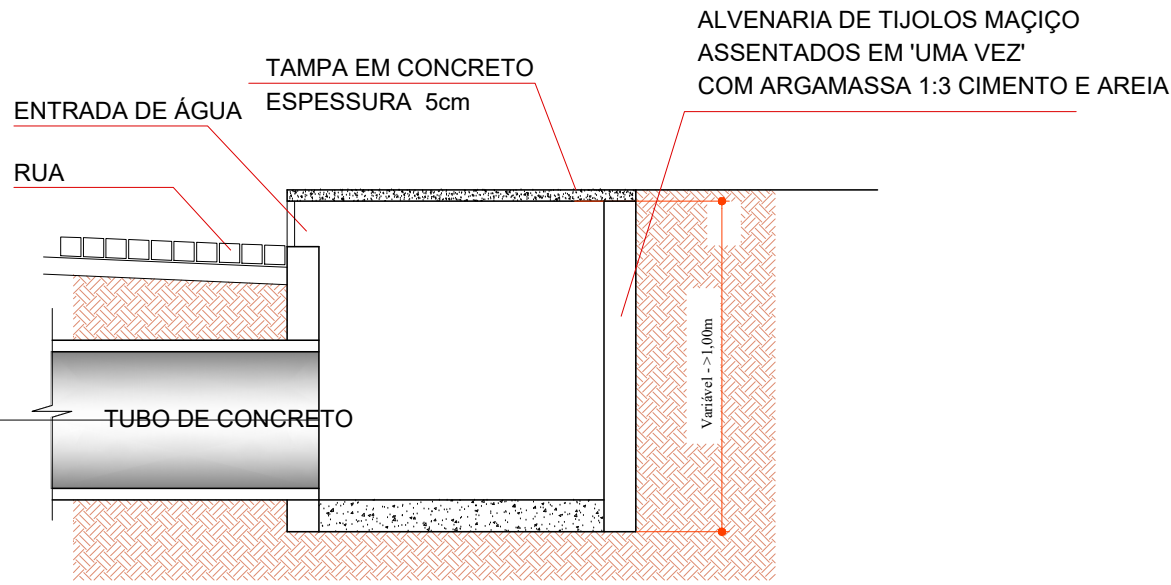 ALVENARIA DE TIJOLOS MAÇIÇO
ASSENTADOS EM 'UMA VEZ'
COM ARGAMASSA 1:3 CIMENTO E AREIA
TAMPA EM CONCRETO
ESPESSURA 5cm
ENTRADA DE ÁGUA
RUA
Variável - >1,00m
TUBO DE CONCRETO